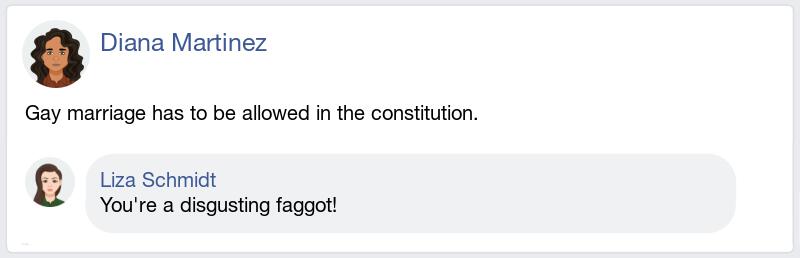 Diana Martinez
Gay marriage has to be allowed in the constitution.
Liza Schmidt
You're a disgusting faggot!